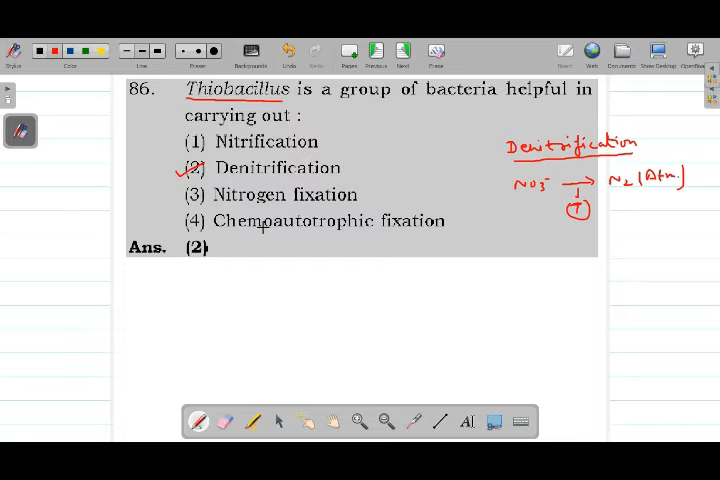 Stylus
Color
Line
Eraser
Backgrounds
Undo
Redo
Pages
Previous
Next
Erase
Board
Web
Documents
Show Desktop
OpenBoard
86. Thiobacillus is a group of bacteria helpful in
carrying out :
(1) Nitrification
(2) Denitrification
(3) Nitrogen fixation
(4) Chemoautotrophic fixation
Ans. (2)
Denitrification
NO3⁻ → N2 (Atm.)
T